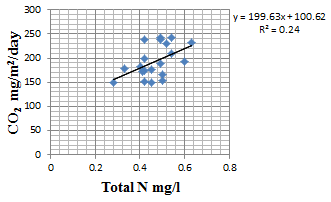 y = 199.63x + 100.62
R² = 0.24
CO₂ mg/m²/day
300
250
200
150
100
50
0
0 0.2 0.4 0.6 0.8
Total N mg/l